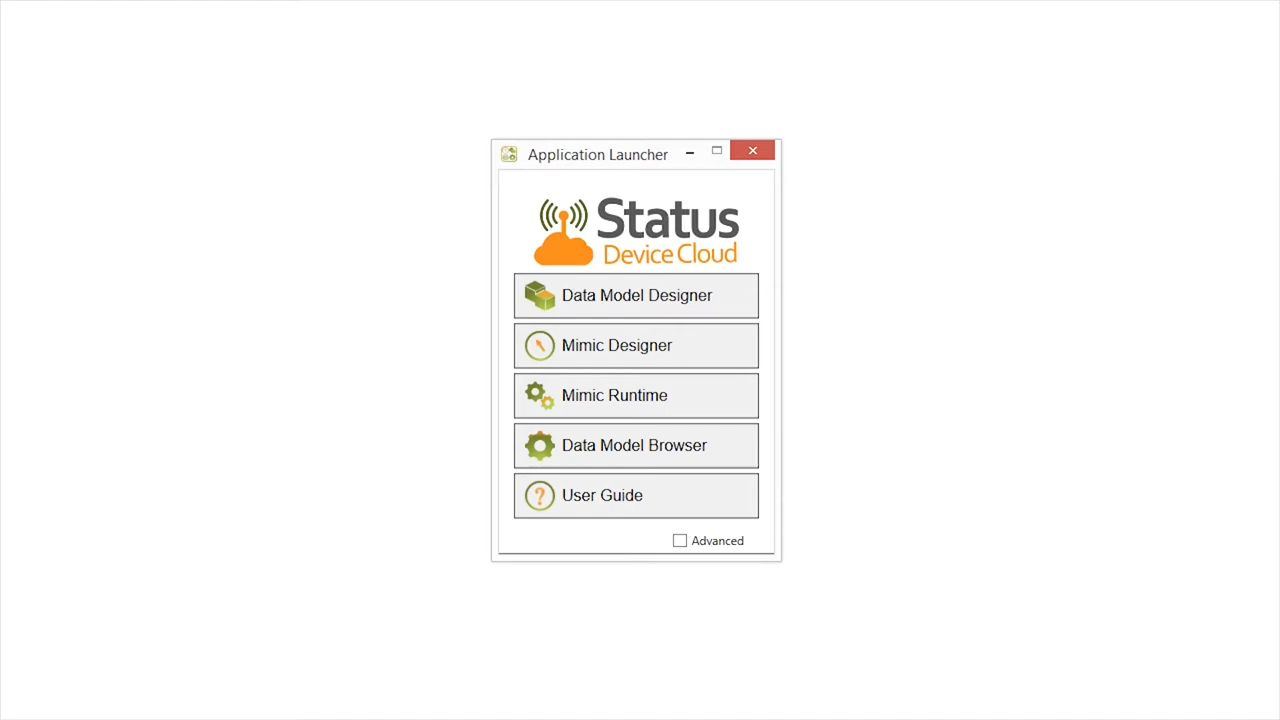 Application Launcher
Status
Device Cloud
Data Model Designer
Mimic Designer
Mimic Runtime
Data Model Browser
? User Guide
Advanced